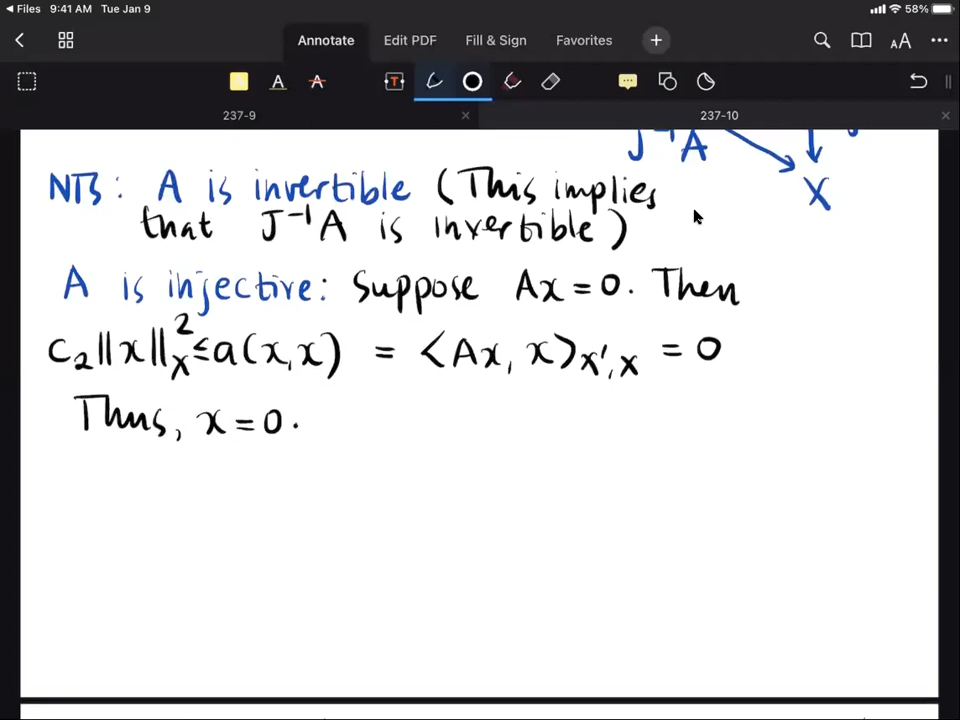 Files 9:41 AM Tue Jan 9 58%
Annotate Edit PDF Fill & Sign Favorites + AA
A A T
237-9 × 237-10 ×
J⁻¹A
X
NTS: A is invertible (This implies
that J⁻¹A is invertible)
A is injective: Suppose Ax = 0. Then
c₂||x||²_X ≤ a(x,x) = ⟨Ax, x⟩_X',X = 0
Thus, x = 0.